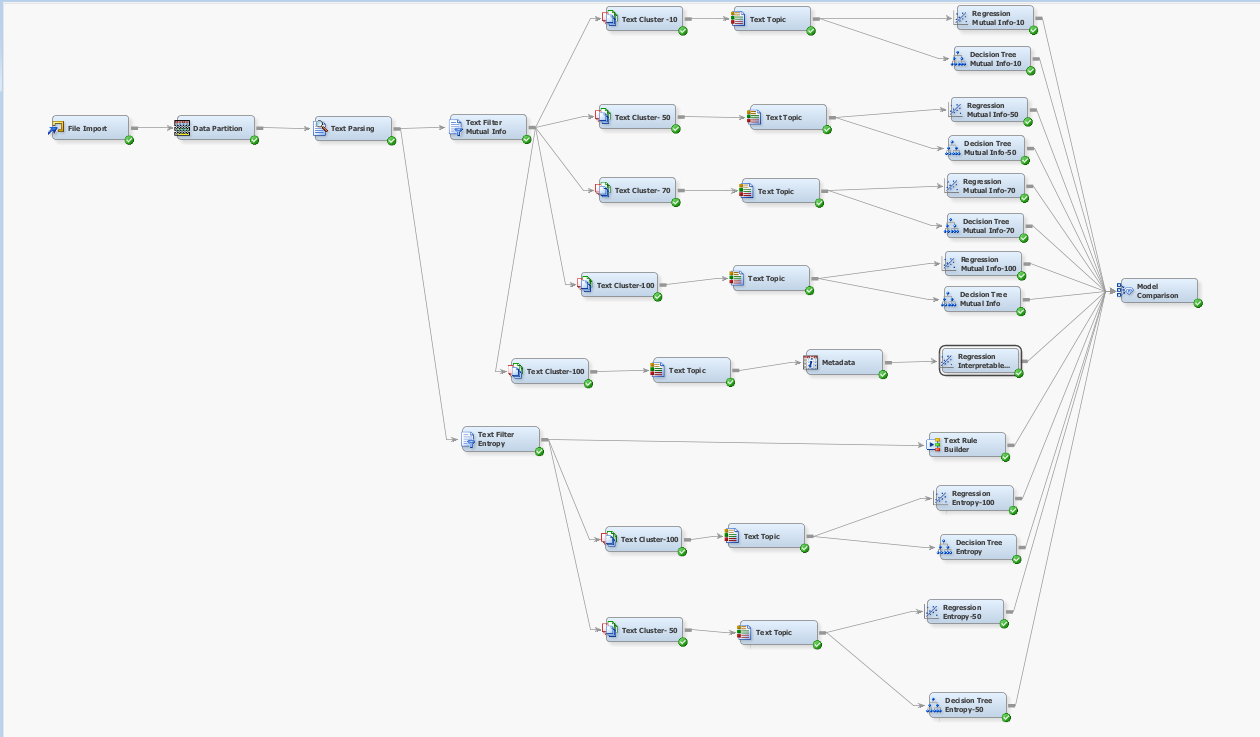 Text Cluster -10
Text Topic
Regression
Mutual Info-10
Decision Tree
Mutual Info-10
File Import
Data Partition
Text Parsing
Text Filter
Mutual Info
Text Cluster- 50
Text Topic
Regression
Mutual Info-50
Decision Tree
Mutual Info-50
Text Cluster- 70
Text Topic
Regression
Mutual Info-70
Decision Tree
Mutual Info-70
Text Cluster-100
Text Topic
Regression
Mutual Info-100
Decision Tree
Mutual Info
Model
Comparison
Text Cluster-100
Text Topic
Metadata
Regression
Interpretable...
Text Filter
Entropy
Text Rule
Builder
Text Cluster-100
Text Topic
Regression
Entropy-100
Decision Tree
Entropy
Text Cluster- 50
Text Topic
Regression
Entropy-50
Decision Tree
Entropy-50